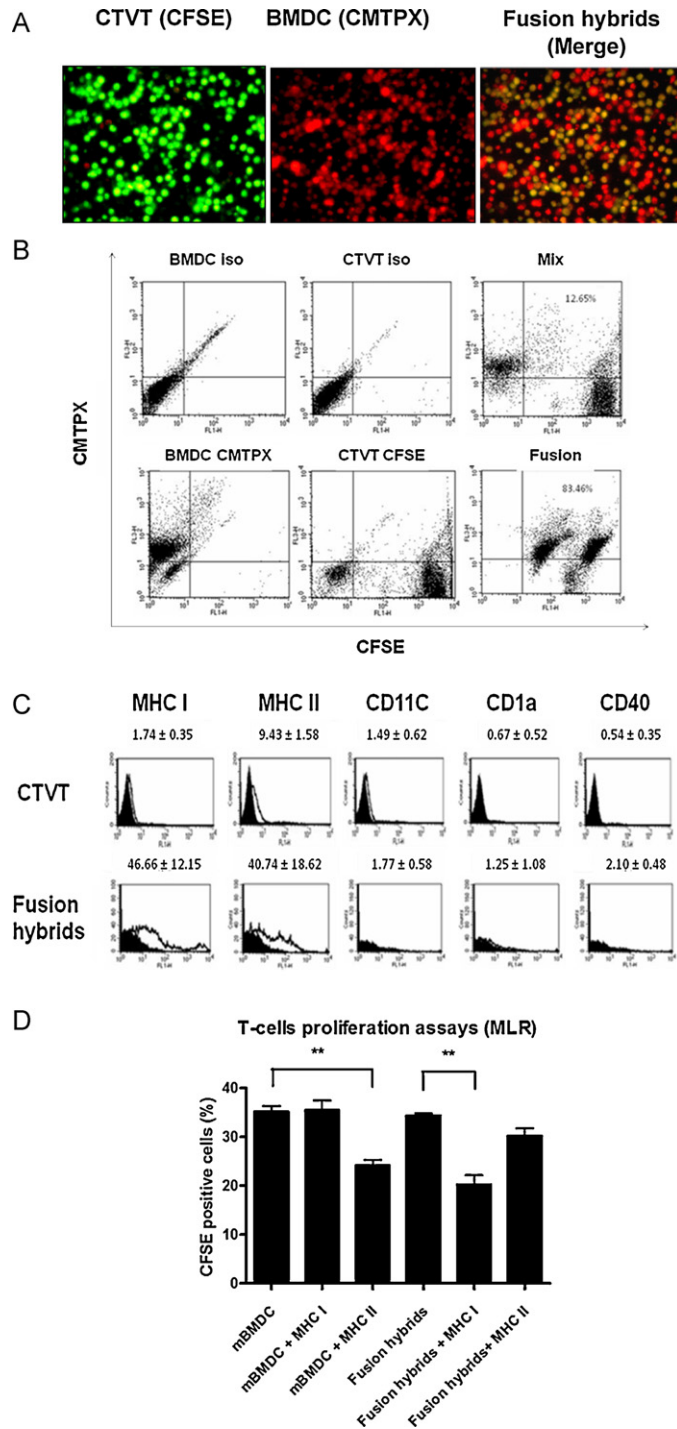 A
CTVT (CFSE)
BMDC (CMTPX)
Fusion hybrids
(Merge)
B
BMDC iso
CTVT iso
Mix
12.65%
BMDC CMTPX
CTVT CFSE
Fusion
83.46%
CMTPX
CFSE
FL3-H
FL1-H
C
MHC I
MHC II
CD11C
CD1a
CD40
1.74 ± 0.35
9.43 ± 1.58
1.49 ± 0.62
0.67 ± 0.52
0.54 ± 0.35
CTVT
46.66 ± 12.15
40.74 ± 18.62
1.77 ± 0.58
1.25 ± 1.08
2.10 ± 0.48
Fusion
hybrids
Counts
D
T-cells proliferation assays (MLR)
**
**
CFSE positive cells (%)
40
30
20
10
0
mBMDC
mBMDC + MHC I
mBMDC + MHC II
Fusion hybrids
Fusion hybrids + MHC I
Fusion hybrids+ MHC II